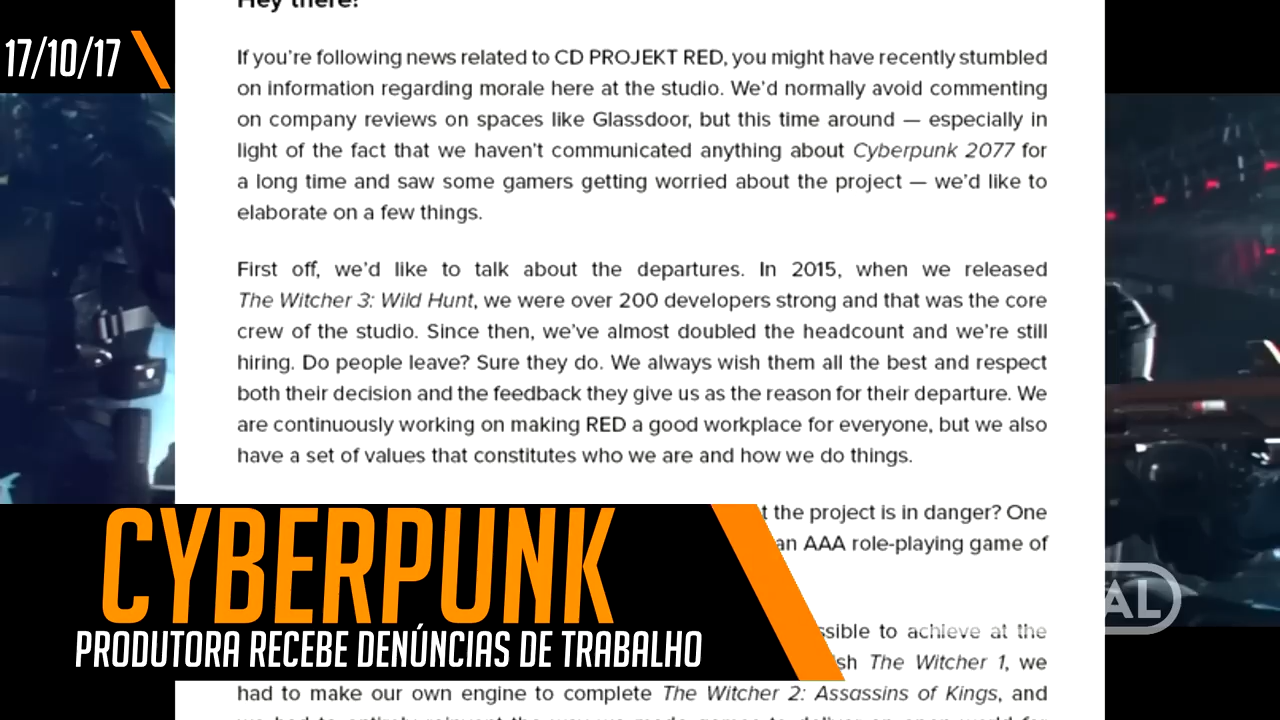 Hey there!
17/10/17
If you're following news related to CD PROJEKT RED, you might have recently stumbled
on information regarding morale here at the studio. We'd normally avoid commenting
on company reviews on spaces like Glassdoor, but this time around — especially in
light of the fact that we haven't communicated anything about Cyberpunk 2077 for
a long time and saw some gamers getting worried about the project — we'd like to
elaborate on a few things.
First off, we'd like to talk about the departures. In 2015, when we released
The Witcher 3: Wild Hunt, we were over 200 developers strong and that was the core
crew of the studio. Since then, we've almost doubled the headcount and we're still
hiring. Do people leave? Sure they do. We always wish them all the best and respect
both their decision and the feedback they give us as the reason for their departure. We
are continuously working on making RED a good workplace for everyone, but we also
have a set of values that constitutes who we are and how we do things.
t the project is in danger? One
an AAA role-playing game of
CYBERPUNK
PRODUTORA RECEBE DENÚNCIAS DE TRABALHO
AL
ssible to achieve at the
sh The Witcher 1, we
had to make our own engine to complete The Witcher 2: Assassins of Kings, and